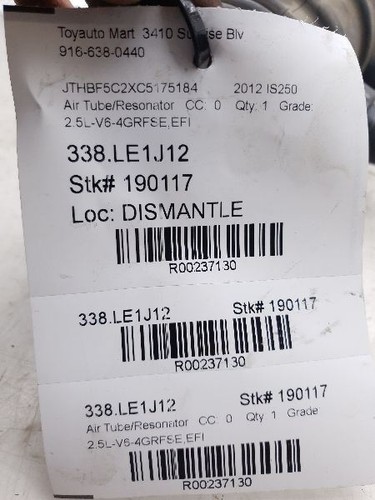 Toyauto Mart 3410 Sunrise Blv
916-638-0440
JTHBF5C2XC5175184 2012 IS250
Air Tube/Resonator CC: 0 Qty: 1 Grade:
2.5L-V6-4GRFSE,EFI
338.LE1J12
Stk# 190117
Loc: DISMANTLE
R00237130
338.LE1J12 Stk# 190117
R00237130
338.LE1J12 Stk# 190117
Air Tube/Resonator CC: 0 Qty 1 Grade
2.5L-V6-4GRFSE,EFI
R00237130